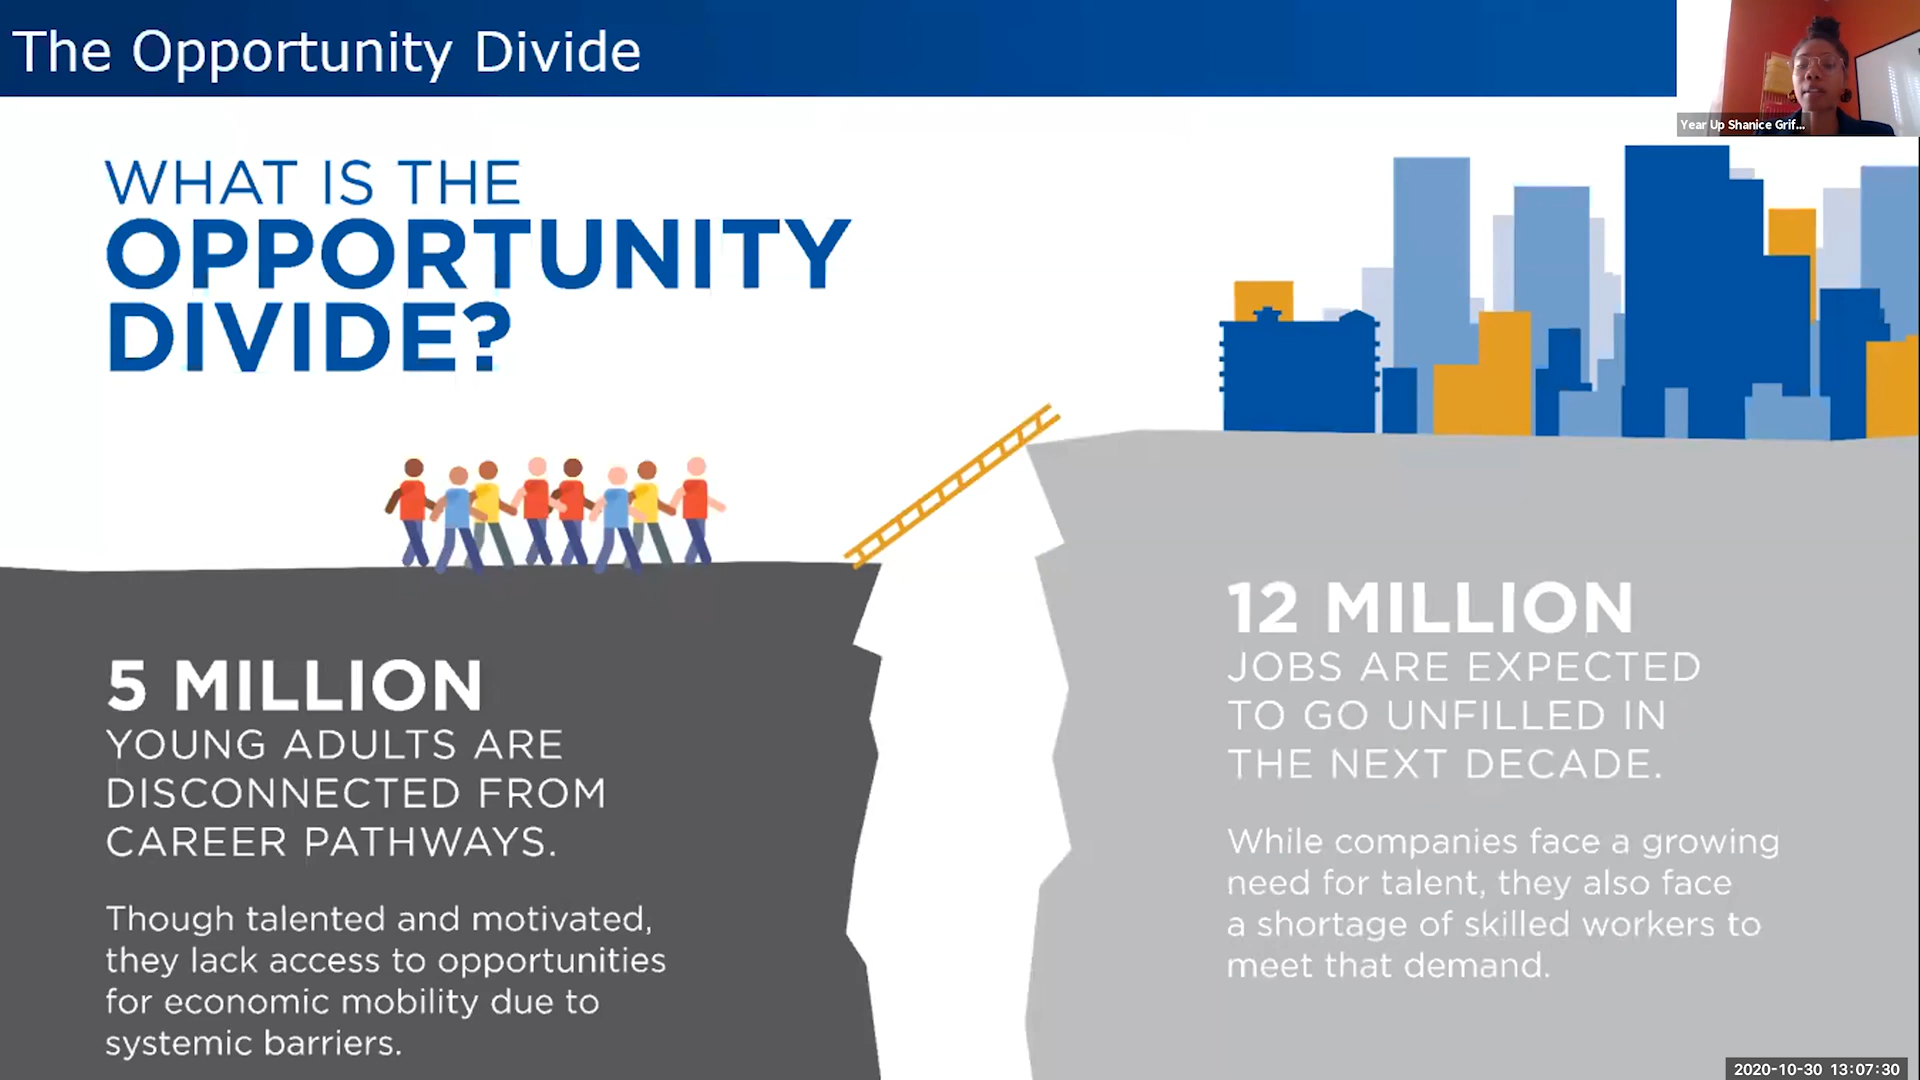 The Opportunity Divide
Year Up Shanice Grif...
WHAT IS THE
OPPORTUNITY
DIVIDE?
5 MILLION
YOUNG ADULTS ARE
DISCONNECTED FROM
CAREER PATHWAYS.
Though talented and motivated,
they lack access to opportunities
for economic mobility due to
systemic barriers.
12 MILLION
JOBS ARE EXPECTED
TO GO UNFILLED IN
THE NEXT DECADE.
While companies face a growing
need for talent, they also face
a shortage of skilled workers to
meet that demand.
2020-10-30 13:07:30